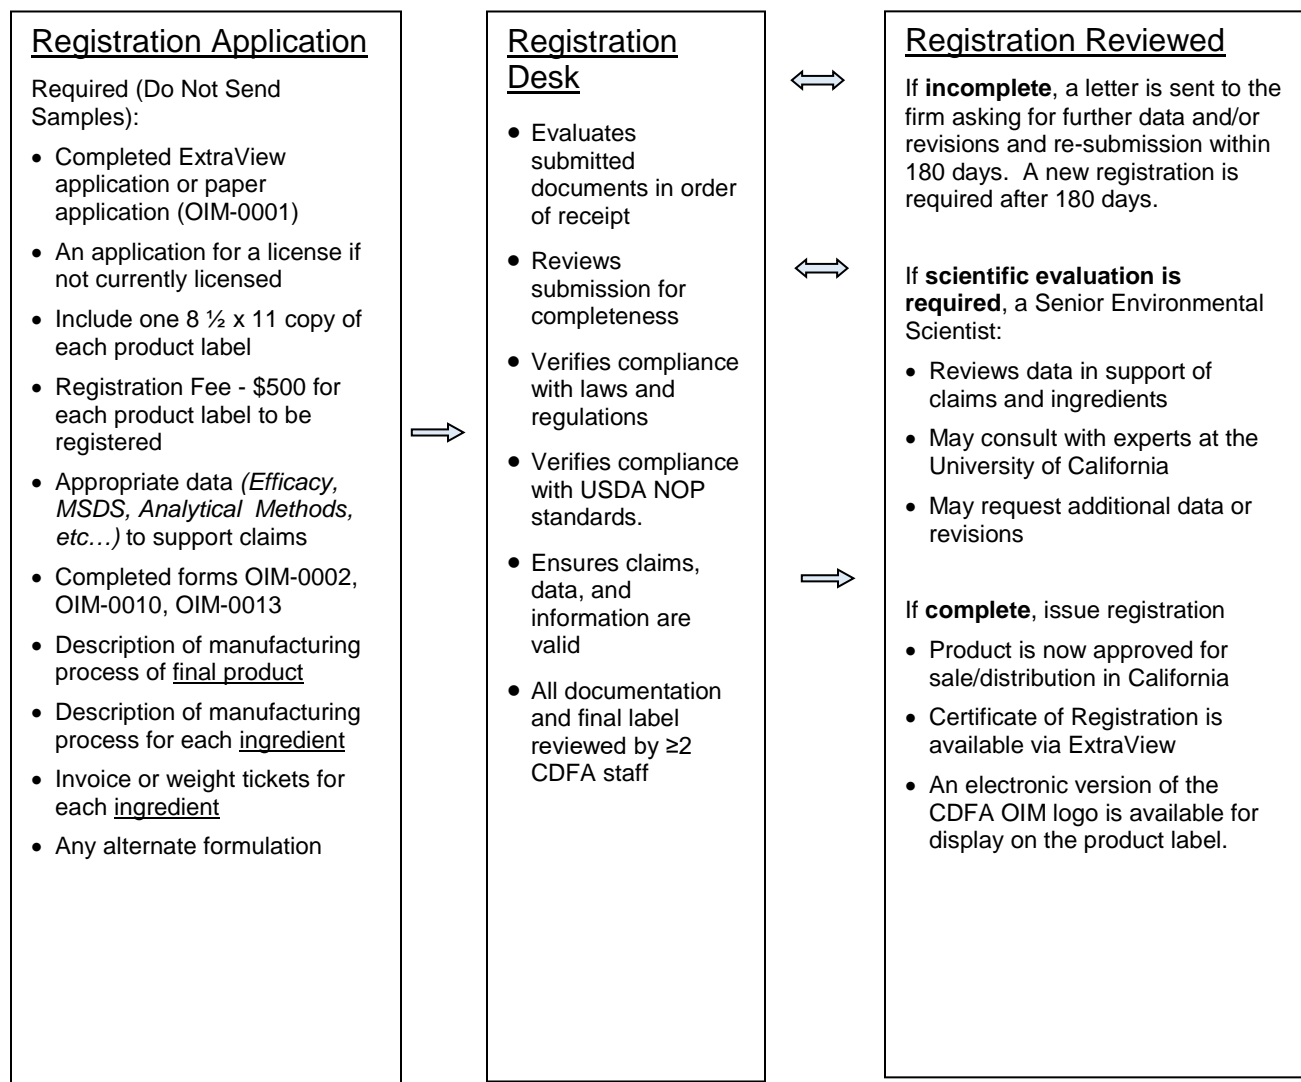 Registration Application
Required (Do Not Send
Samples):
• Completed ExtraView
application or paper
application (OIM-0001)
• An application for a license if
not currently licensed
• Include one 8 ½ x 11 copy of
each product label
• Registration Fee - $500 for
each product label to be
registered
• Appropriate data (Efficacy,
MSDS, Analytical Methods,
etc…) to support claims
• Completed forms OIM-0002,
OIM-0010, OIM-0013
• Description of manufacturing
process of final product
• Description of manufacturing
process for each ingredient
• Invoice or weight tickets for
each ingredient
• Any alternate formulation
Registration
Desk
• Evaluates
submitted
documents in order
of receipt
• Reviews
submission for
completeness
• Verifies compliance
with laws and
regulations
• Verifies compliance
with USDA NOP
standards.
• Ensures claims,
data, and
information are
valid
• All documentation
and final label
reviewed by ≥2
CDFA staff
Registration Reviewed
If incomplete, a letter is sent to the
firm asking for further data and/or
revisions and re-submission within
180 days. A new registration is
required after 180 days.
If scientific evaluation is
required, a Senior Environmental
Scientist:
• Reviews data in support of
claims and ingredients
• May consult with experts at the
University of California
• May request additional data or
revisions
If complete, issue registration
• Product is now approved for
sale/distribution in California
• Certificate of Registration is
available via ExtraView
• An electronic version of the
CDFA OIM logo is available for
display on the product label.